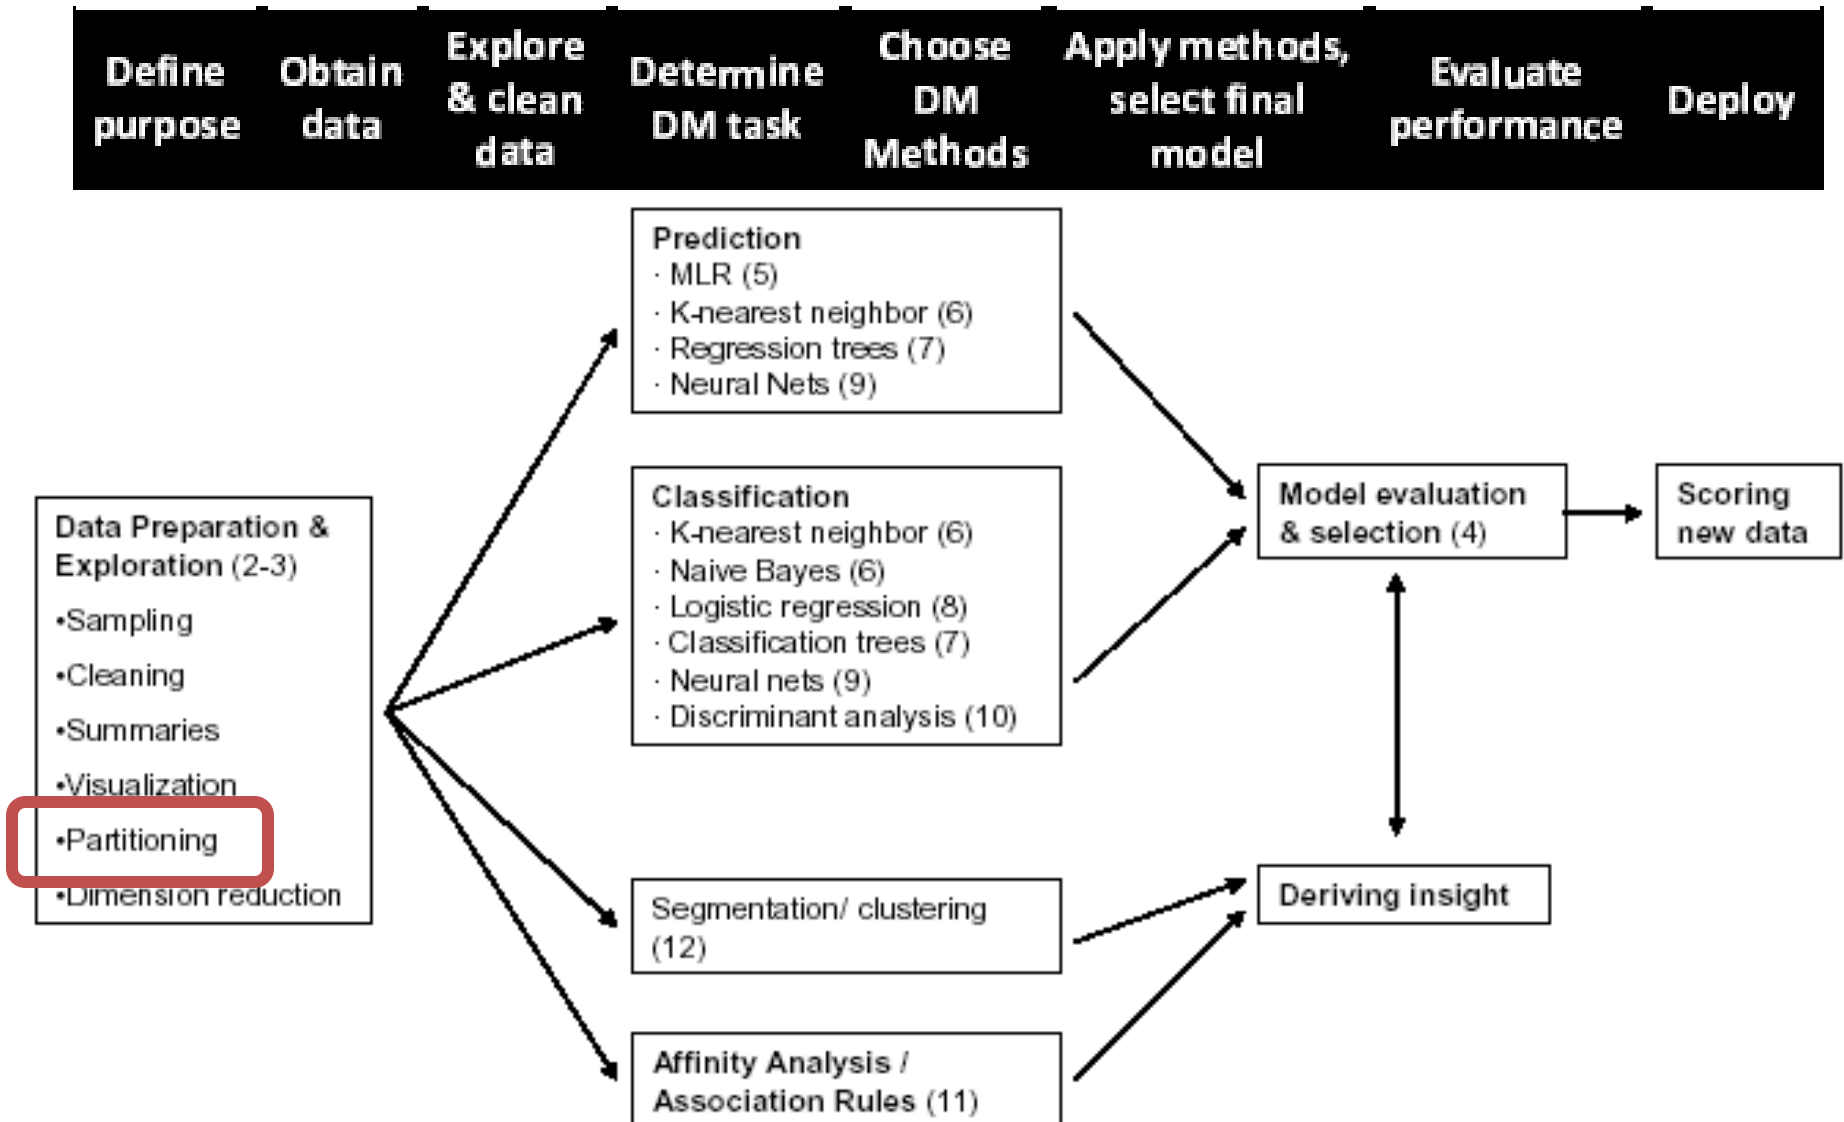 Define
purpose
Obtain
data
Explore
& clean
data
Determine
DM task
Choose
DM
Methods
Apply methods,
select final
model
Evaluate
performance
Deploy
Data Preparation &
Exploration (2-3)
•Sampling
•Cleaning
•Summaries
•Visualization
•Partitioning
•Dimension reduction
Prediction
· MLR (5)
· K-nearest neighbor (6)
· Regression trees (7)
· Neural Nets (9)
Classification
· K-nearest neighbor (6)
· Naive Bayes (6)
· Logistic regression (8)
· Classification trees (7)
· Neural nets (9)
· Discriminant analysis (10)
Segmentation/ clustering
(12)
Affinity Analysis /
Association Rules (11)
Model evaluation
& selection (4)
Deriving insight
Scoring
new data